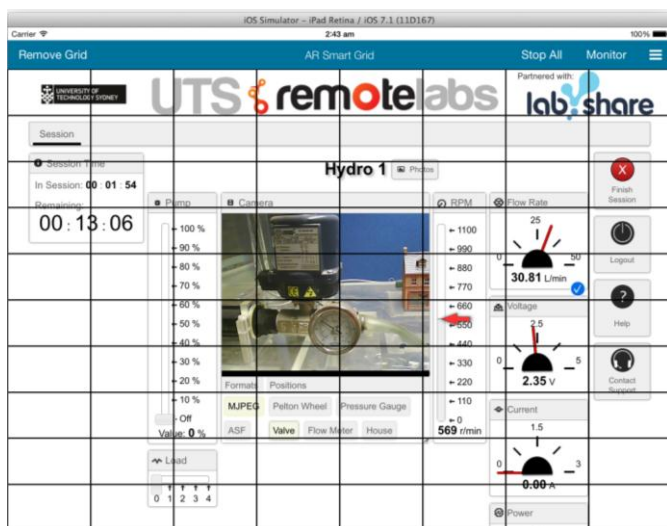 iOS Simulator – iPad Retina / iOS 7.1 (11D167)
Carrier 2:43 am 100%
Remove Grid AR Smart Grid Stop All Monitor
UNIVERSITY OF
TECHNOLOGY SYDNEY
UTS remotelabs
Partnered with:
labshare
Session
Session Time
In Session: 00 : 01 : 54
Remaining:
00 : 13 : 06
Hydro 1 Photos
Pump
100 %
90 %
80 %
70 %
60 %
50 %
40 %
30 %
20 %
10 %
Off
Value: 0 %
Load
0 1 2 3 4
Camera
Formats Positions
MJPEG Pelton Wheel Pressure Gauge
ASF Valve Flow Meter House
RPM
1100
990
880
770
660
550
440
330
220
110
0
569 r/min
Flow Rate
25
0 50
30.81 L/min
Voltage
2.5
0 5
2.35 V
Current
1.5
0 3
0.00 A
Power
X
Finish
Session
Logout
?
Help
Contact
Support